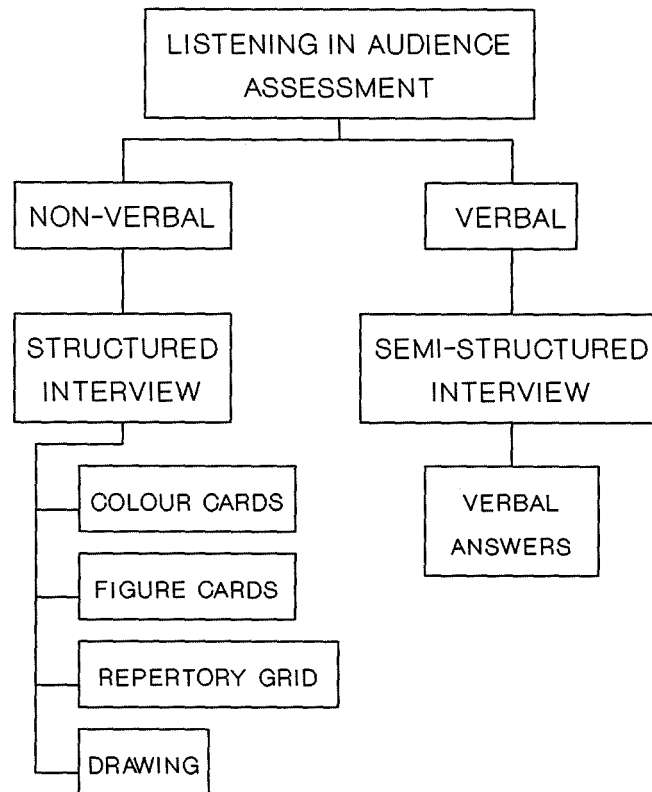 LISTENING IN AUDIENCE
ASSESSMENT
NON-VERBAL
VERBAL
STRUCTURED
INTERVIEW
SEMI-STRUCTURED
INTERVIEW
COLOUR CARDS
FIGURE CARDS
REPERTORY GRID
DRAWING
VERBAL
ANSWERS